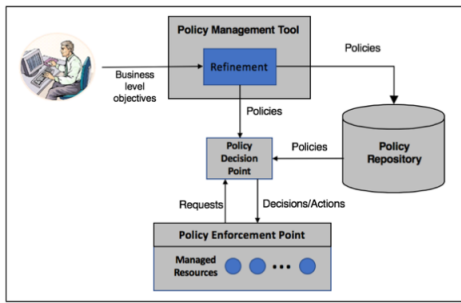 Policy Management Tool
Refinement
Business
level
objectives
Policies
Policies
Policy
Decision
Point
Policies
Policy
Repository
Requests
Decisions/Actions
Policy Enforcement Point
Managed
Resources